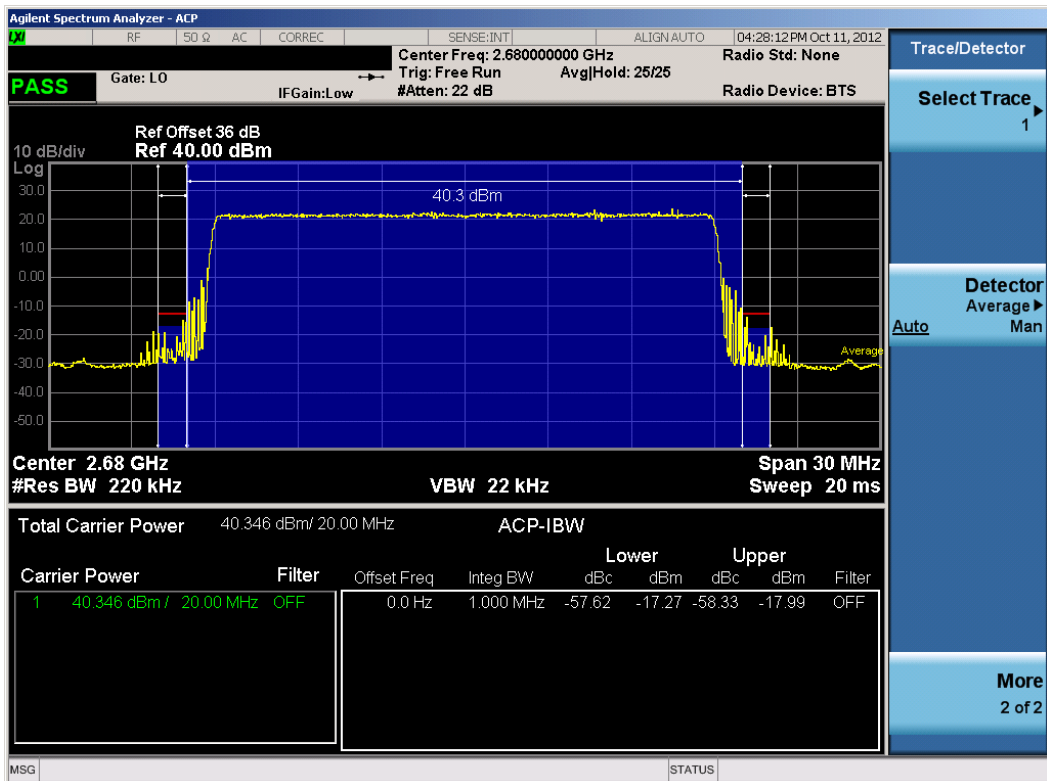 Agilent Spectrum Analyzer - ACP
LXI RF 50 Ω AC CORREC SENSE:INT ALIGN AUTO 04:28:12 PM Oct 11, 2012
Center Freq: 2.680000000 GHz Radio Std: None
PASS Gate: LO Trig: Free Run Avg|Hold: 25/25
IFGain:Low #Atten: 22 dB Radio Device: BTS
Ref Offset 36 dB
10 dB/div Ref 40.00 dBm
Log
30.0
20.0
10.0
0.00
-10.0
-20.0
-30.0
-40.0
-50.0
40.3 dBm
Average
Center 2.68 GHz Span 30 MHz
#Res BW 220 kHz VBW 22 kHz Sweep 20 ms
Total Carrier Power 40.346 dBm/ 20.00 MHz ACP-IBW
Lower Upper
Carrier Power Filter Offset Freq Integ BW dBc dBm dBc dBm Filter
1 40.346 dBm / 20.00 MHz OFF 0.0 Hz 1.000 MHz -57.62 -17.27 -58.33 -17.99 OFF
MSG STATUS
Trace/Detector
Select Trace
1
Detector
Average
Auto Man
More
2 of 2